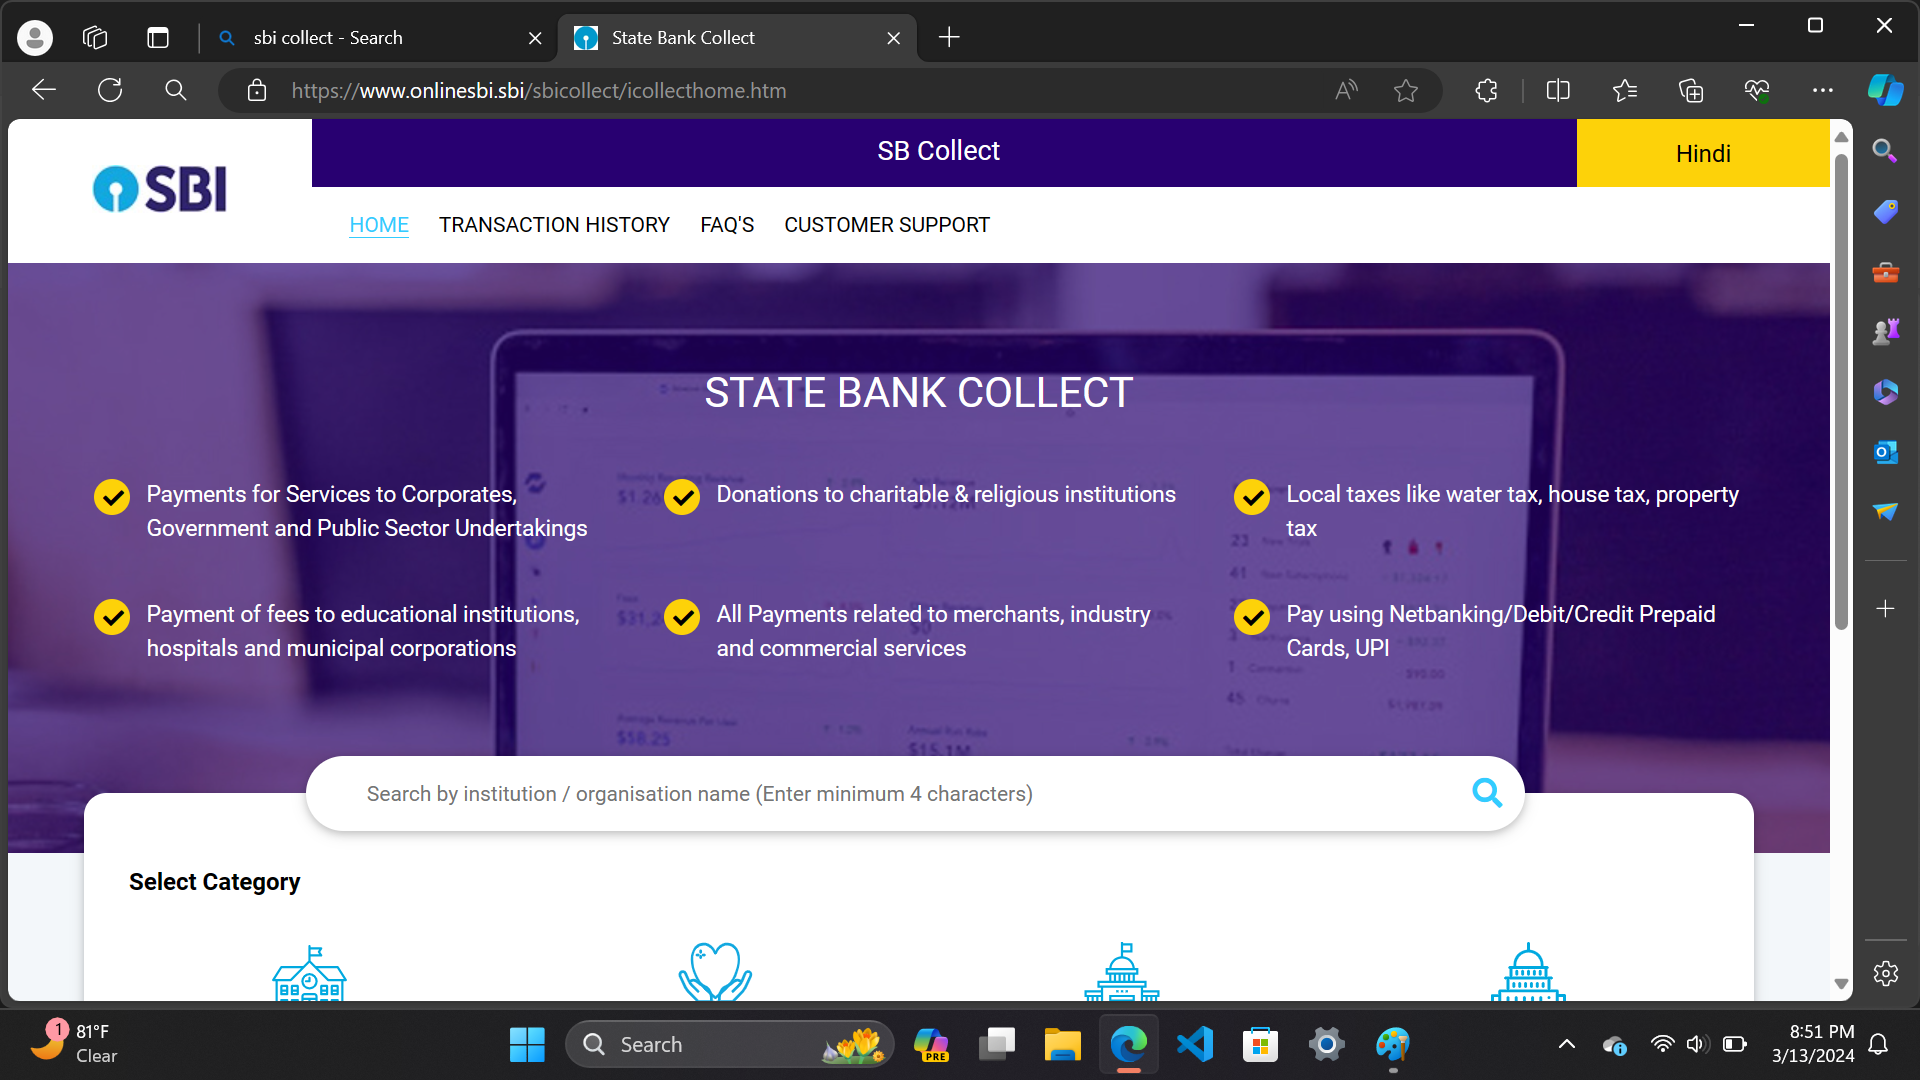 sbi collect - Search
State Bank Collect
https://www.onlinesbi.sbi/sbicollect/icollecthome.htm
SBI
SB Collect
Hindi
HOME
TRANSACTION HISTORY
FAQ'S
CUSTOMER SUPPORT
STATE BANK COLLECT
Payments for Services to Corporates,
Government and Public Sector Undertakings
Donations to charitable & religious institutions
Local taxes like water tax, house tax, property
tax
Payment of fees to educational institutions,
hospitals and municipal corporations
All Payments related to merchants, industry
and commercial services
Pay using Netbanking/Debit/Credit Prepaid
Cards, UPI
$58.25
$15.1M
Search by institution / organisation name (Enter minimum 4 characters)
Select Category
1
81°F
Clear
Search
PRE
8:51 PM
3/13/2024